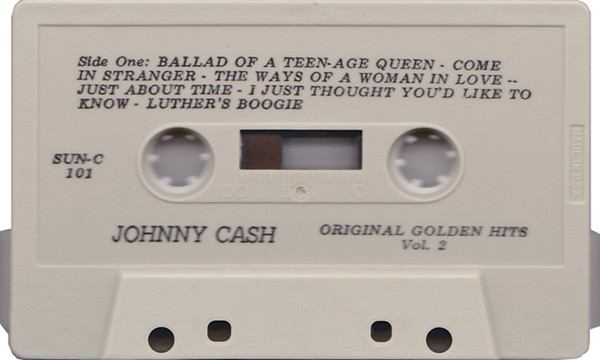 Side One: BALLAD OF A TEEN-AGE QUEEN - COME
IN STRANGER - THE WAYS OF A WOMAN IN LOVE --
JUST ABOUT TIME - I JUST THOUGHT YOU'D LIKE TO
KNOW - LUTHER'S BOOGIE
SUN-C
101
100 50 0
MADE IN U.S.A.
JOHNNY CASH
ORIGINAL GOLDEN HITS
Vol. 2